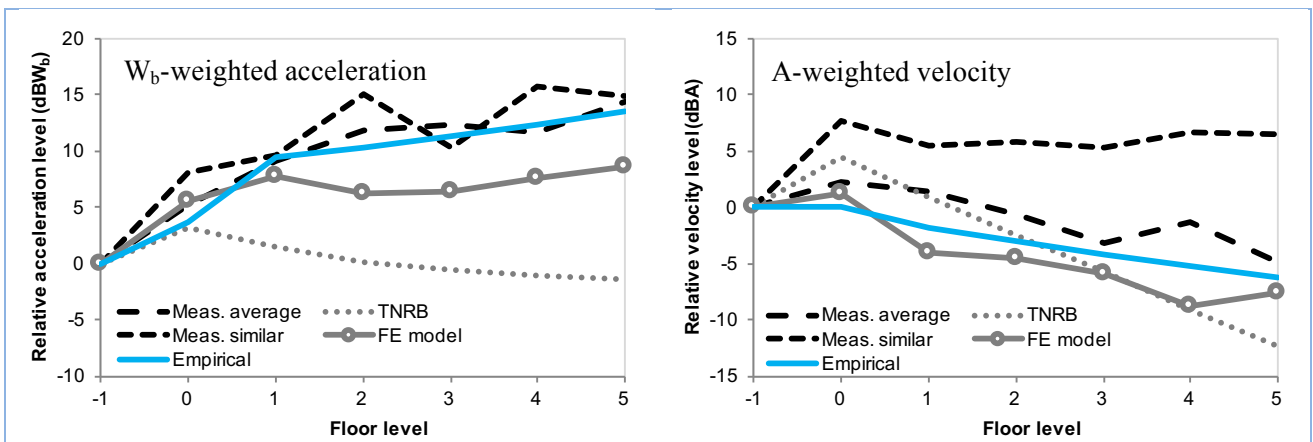 W_b-weighted acceleration
Relative acceleration level (dBW_b)
20
15
10
5
0
-5
-10
Meas. average
TNRB
Meas. similar
FE model
Empirical
-1 0 1 2 3 4 5
Floor level
A-weighted velocity
Relative velocity level (dBA)
15
10
5
0
-5
-10
-15
Meas. average
TNRB
Meas. similar
FE model
Empirical
-1 0 1 2 3 4 5
Floor level